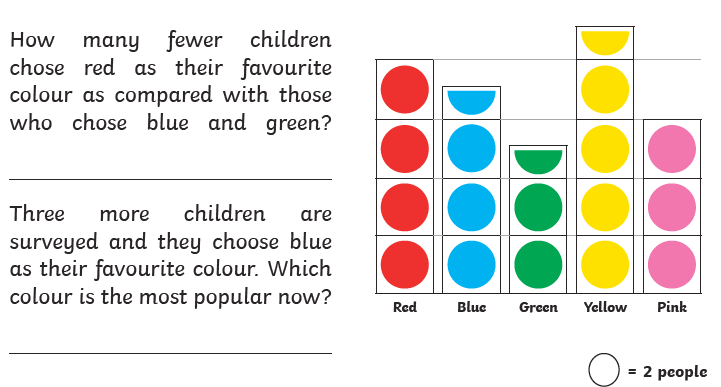 How many fewer children
chose red as their favourite
colour as compared with those
who chose blue and green?
Three more children are
surveyed and they choose blue
as their favourite colour. Which
colour is the most popular now?
Red Blue Green Yellow Pink
= 2 people